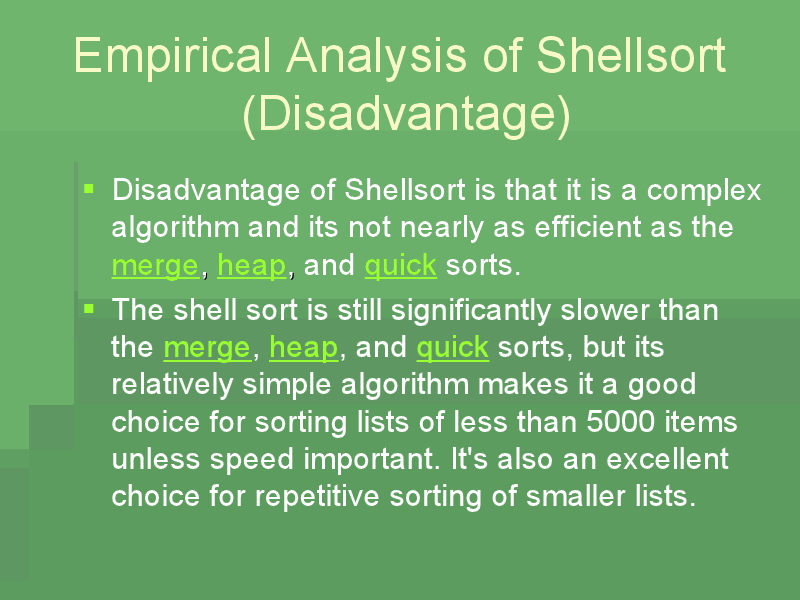 Empirical Analysis of Shellsort
(Disadvantage)
Disadvantage of Shellsort is that it is a complex
algorithm and its not nearly as efficient as the
merge, heap, and quick sorts.
The shell sort is still significantly slower than
the merge, heap, and quick sorts, but its
relatively simple algorithm makes it a good
choice for sorting lists of less than 5000 items
unless speed important. It's also an excellent
choice for repetitive sorting of smaller lists.